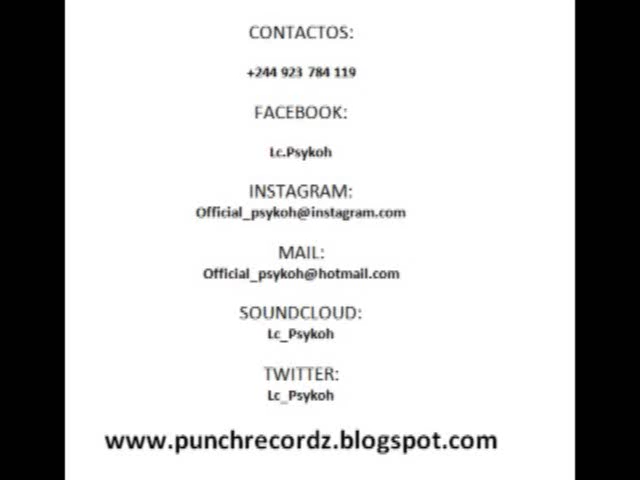 CONTACTOS:
+244 923 784 119
FACEBOOK:
Lc.Psykoh
INSTAGRAM:
Official_psykoh@instagram.com
MAIL:
Official_psykoh@hotmail.com
SOUNDCLOUD:
Lc_Psykoh
TWITTER:
Lc_Psykoh
www.punchrecordz.blogspot.com